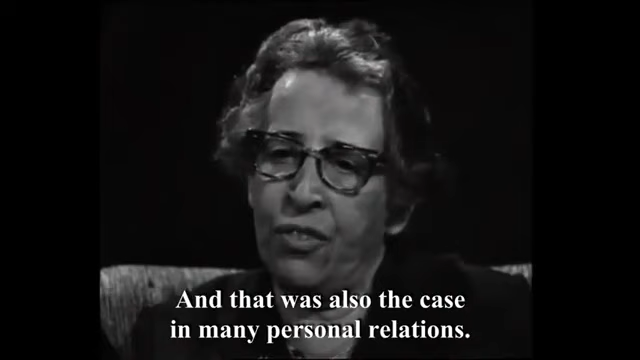 And that was also the case
in many personal relations.